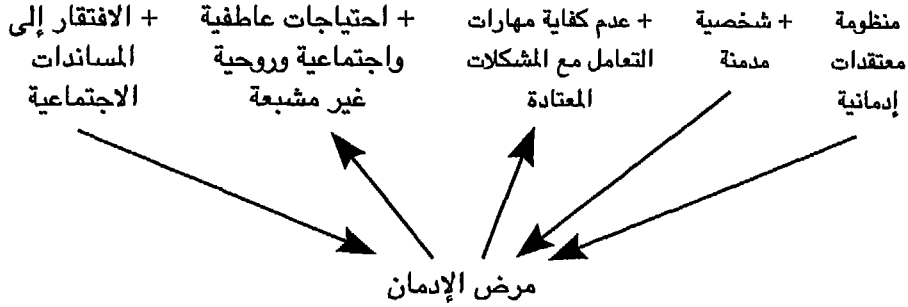 منظومة
معتقدات
إدمانية
+ شخصية
مدمنة
+ عدم كفاية مهارات
التعامل مع المشكلات
المعتادة
+ احتياجات عاطفية
واجتماعية وروحية
غير مشبعة
+ الافتقار إلى
المساندات
الاجتماعية
مرض الإدمان